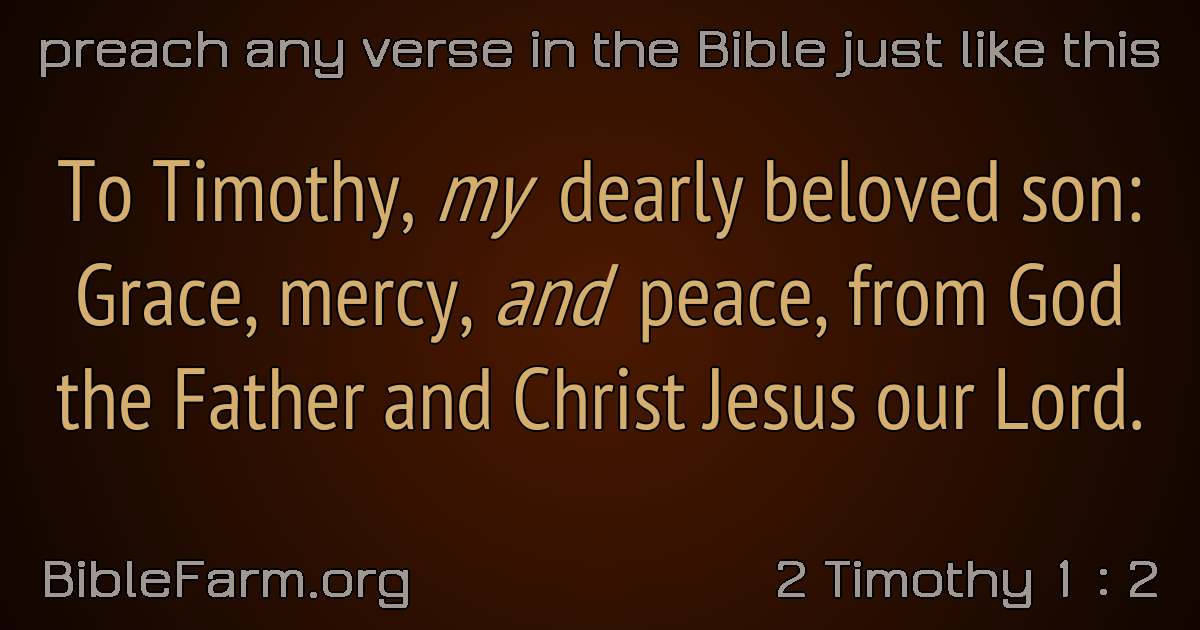 preach any verse in the Bible just like this
To Timothy, my dearly beloved son:
Grace, mercy, and peace, from God
the Father and Christ Jesus our Lord.
BibleFarm.org
2 Timothy 1 : 2